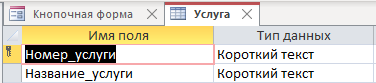 Кнопочная форма Услуга
Имя поля Тип данных
Номер_услуги Короткий текст
Название_услуги Короткий текст